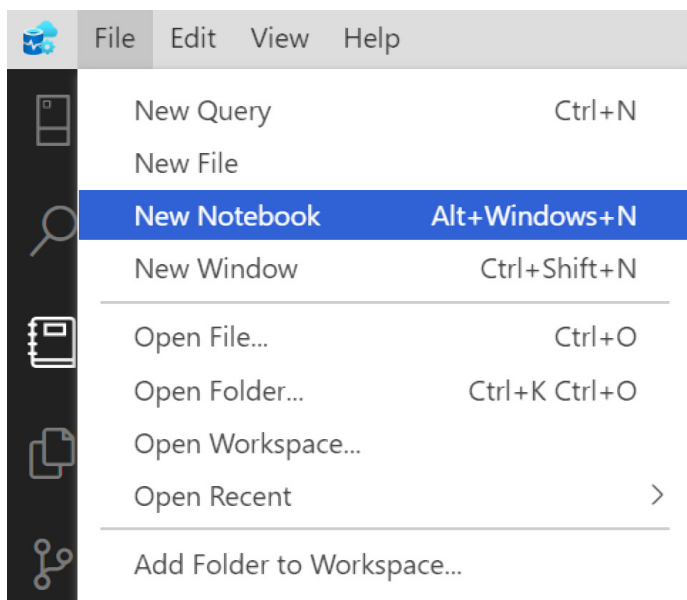 File Edit View Help
New Query Ctrl+N
New File
New Notebook Alt+Windows+N
New Window Ctrl+Shift+N
Open File... Ctrl+O
Open Folder... Ctrl+K Ctrl+O
Open Workspace...
Open Recent
Add Folder to Workspace...